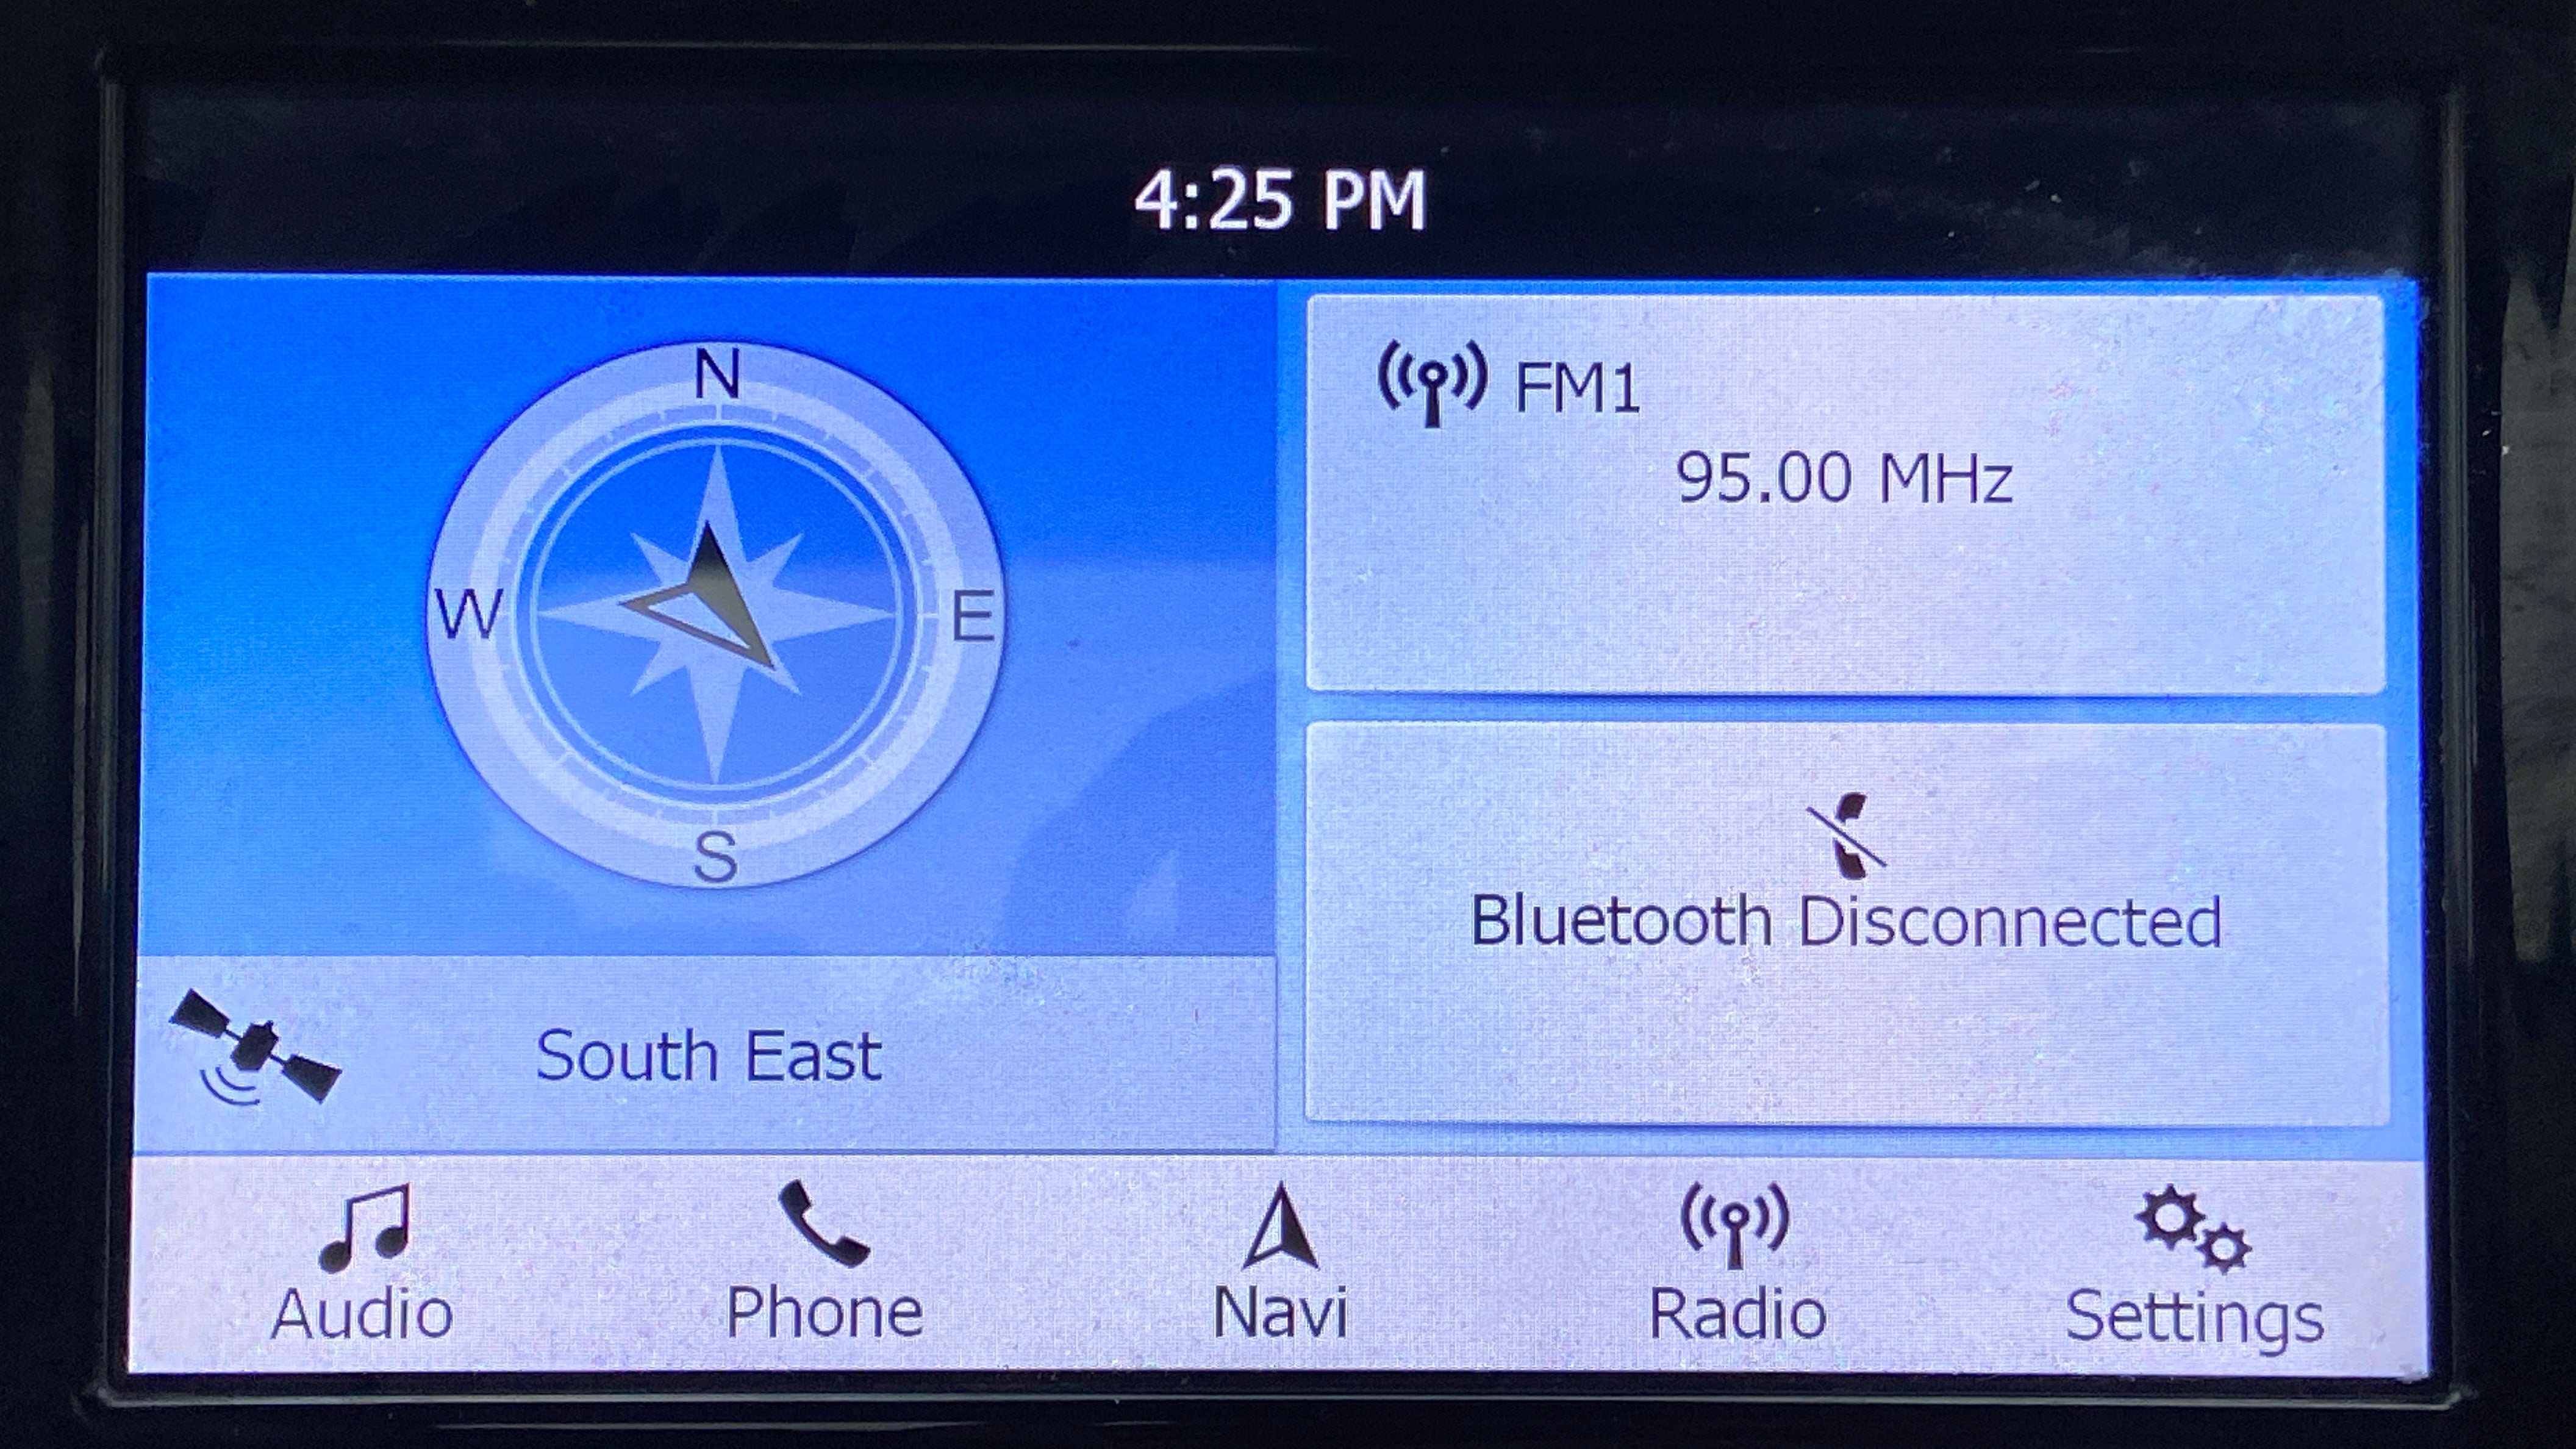 4:25 PM
N
W
E
S
South East
FM1
95.00 MHz
Bluetooth Disconnected
Audio
Phone
Navi
Radio
Settings